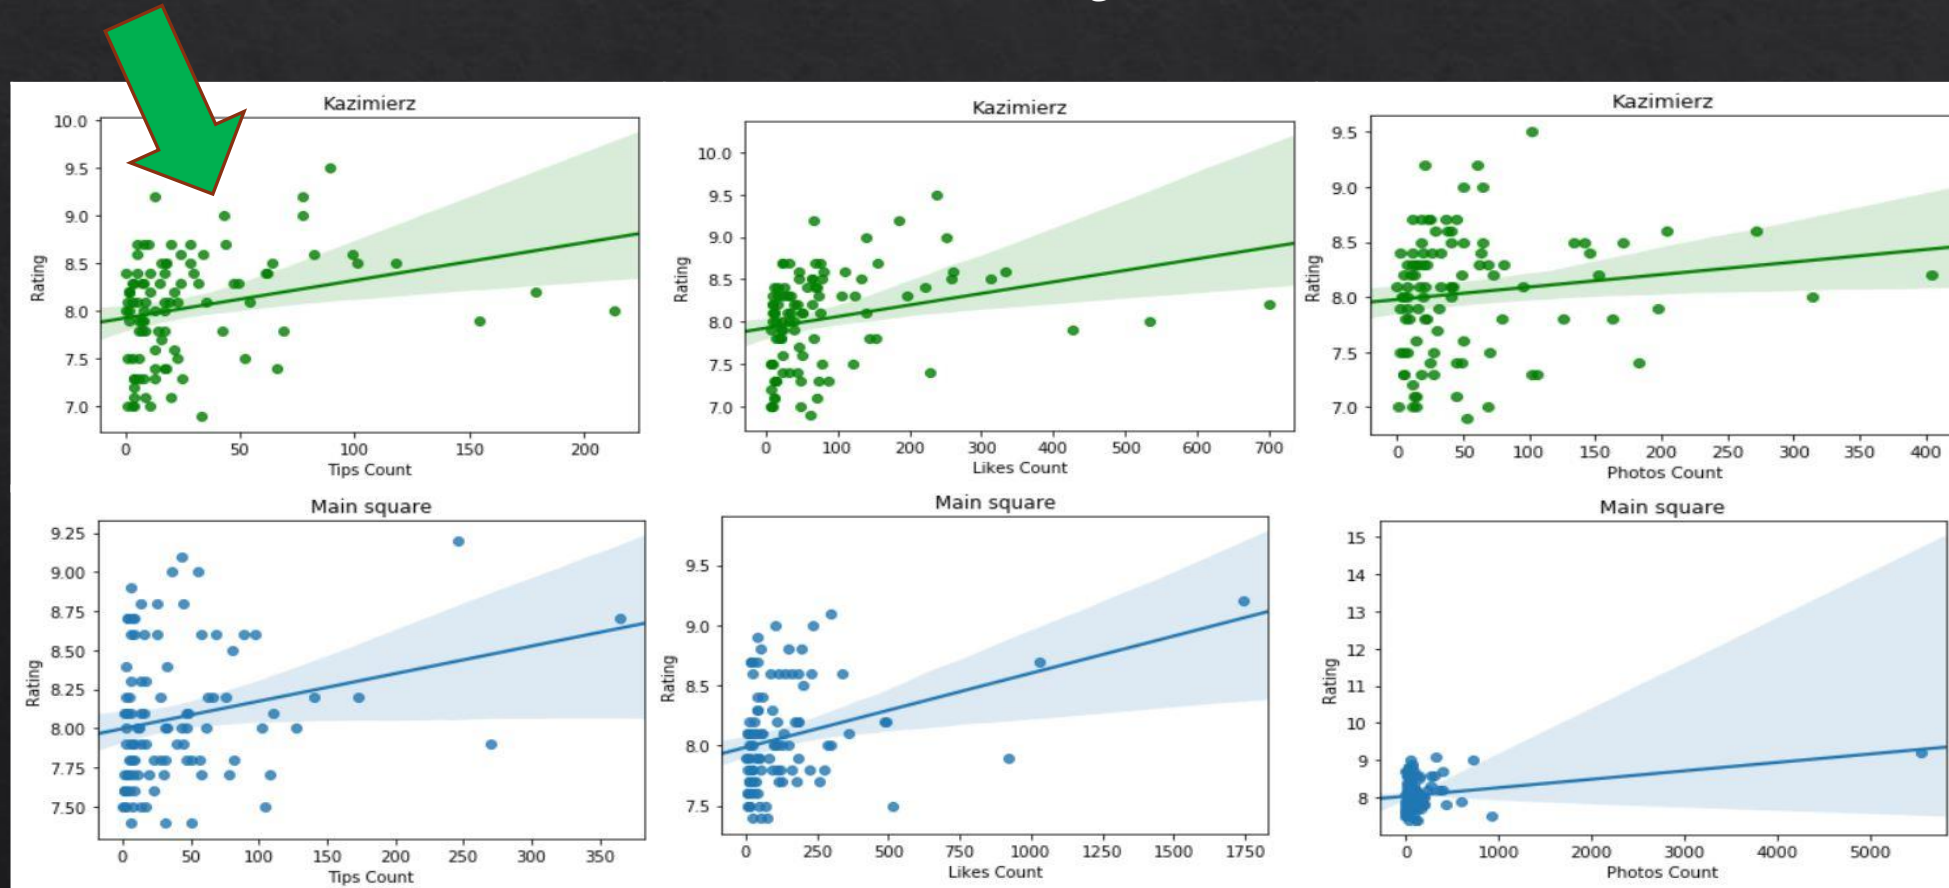 Kazimierz
10.0
9.5
9.0
8.5
8.0
7.5
7.0
Rating
0 50 100 150 200
Tips Count
Kazimierz
10.0
9.5
9.0
8.5
8.0
7.5
7.0
Rating
0 100 200 300 400 500 600 700
Likes Count
Kazimierz
9.5
9.0
8.5
8.0
7.5
7.0
Rating
0 50 100 150 200 250 300 350 400
Photos Count
Main square
9.25
9.00
8.75
8.50
8.25
8.00
7.75
7.50
Rating
0 50 100 150 200 250 300 350
Tips Count
Main square
9.5
9.0
8.5
8.0
7.5
Rating
0 250 500 750 1000 1250 1500 1750
Likes Count
Main square
15
14
13
12
11
10
9
8
Rating
0 1000 2000 3000 4000 5000
Photos Count